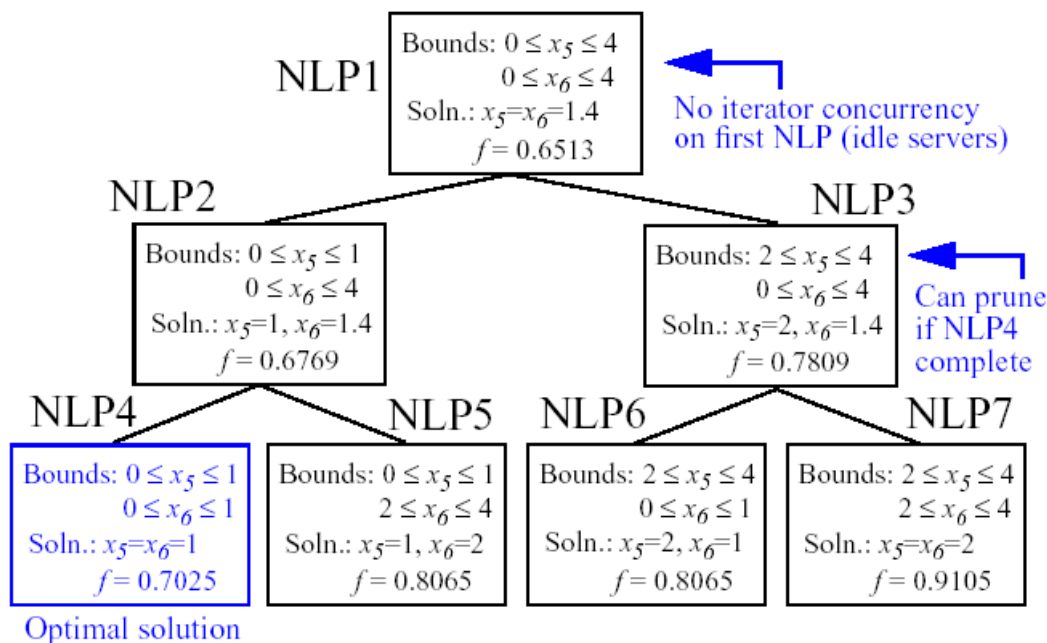 NLP1
Bounds: 0 ≤ x5 ≤ 4
0 ≤ x6 ≤ 4
Soln.: x5=x6=1.4
f = 0.6513
No iterator concurrency
on first NLP (idle servers)
NLP2
Bounds: 0 ≤ x5 ≤ 1
0 ≤ x6 ≤ 4
Soln.: x5=1, x6=1.4
f = 0.6769
NLP3
Bounds: 2 ≤ x5 ≤ 4
0 ≤ x6 ≤ 4
Soln.: x5=2, x6=1.4
f = 0.7809
Can prune
if NLP4
complete
NLP4
Bounds: 0 ≤ x5 ≤ 1
0 ≤ x6 ≤ 1
Soln.: x5=x6=1
f = 0.7025
Optimal solution
NLP5
Bounds: 0 ≤ x5 ≤ 1
2 ≤ x6 ≤ 4
Soln.: x5=1, x6=2
f = 0.8065
NLP6
Bounds: 2 ≤ x5 ≤ 4
0 ≤ x6 ≤ 1
Soln.: x5=2, x6=1
f = 0.8065
NLP7
Bounds: 2 ≤ x5 ≤ 4
2 ≤ x6 ≤ 4
Soln.: x5=x6=2
f = 0.9105